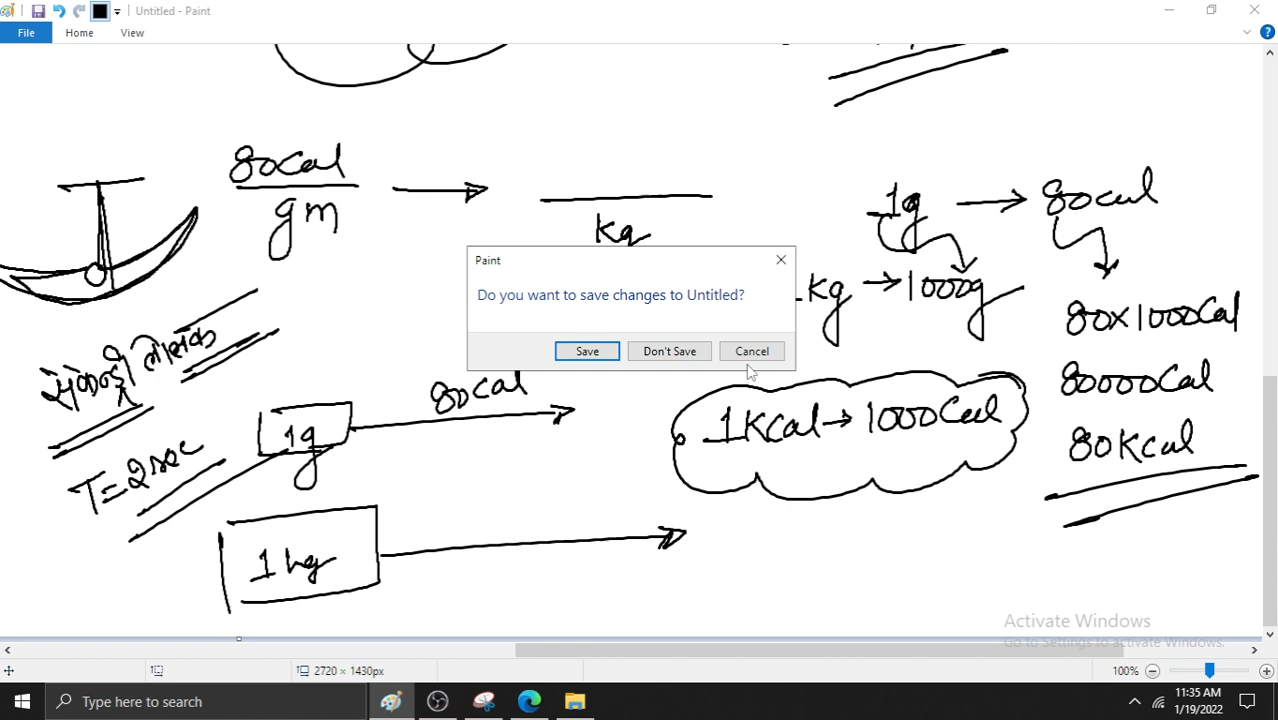 Untitled - Paint
File Home View
80Cal
gm
kg
1g → 80cal
kg → 1000g
80×1000Cal
80000Cal
80Kcal
Paint
Do you want to save changes to Untitled?
Save Don't Save Cancel
T=2sec
1g
80cal
1KCal → 1000Cal
1kg
Activate Windows
Go to Settings to activate Windows.
2720 × 1430px
100%
Type here to search
11:35 AM
1/19/2022